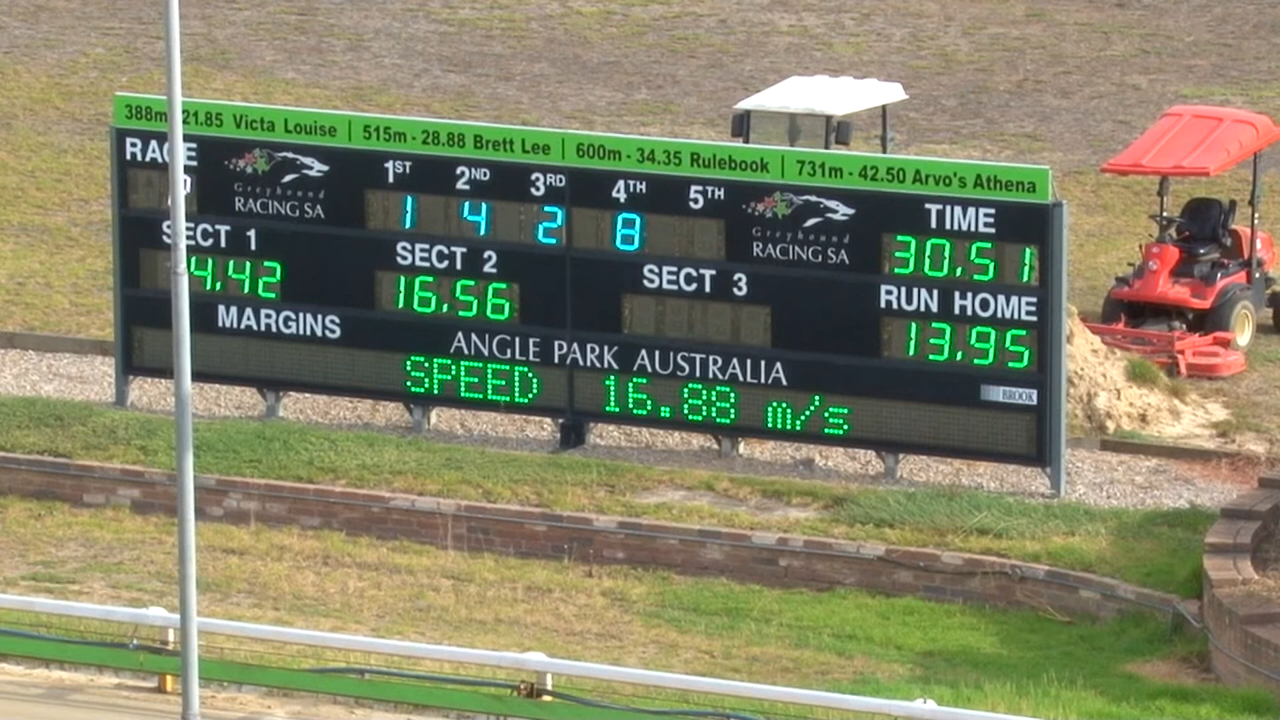 388m 21.85 Victa Louise | 515m - 28.88 Brett Lee | 600m - 34.35 Rulebook | 731m - 42.50 Arvo's Athena
RACE
Greyhound
RACING SA
1ST 2ND 3RD 4TH 5TH
1 4 2 8
Greyhound
RACING SA
TIME
30.51
SECT 1
4.42
SECT 2
16.56
SECT 3
RUN HOME
13.95
MARGINS
ANGLE PARK AUSTRALIA
SPEED 16.88 m/s
BROOK